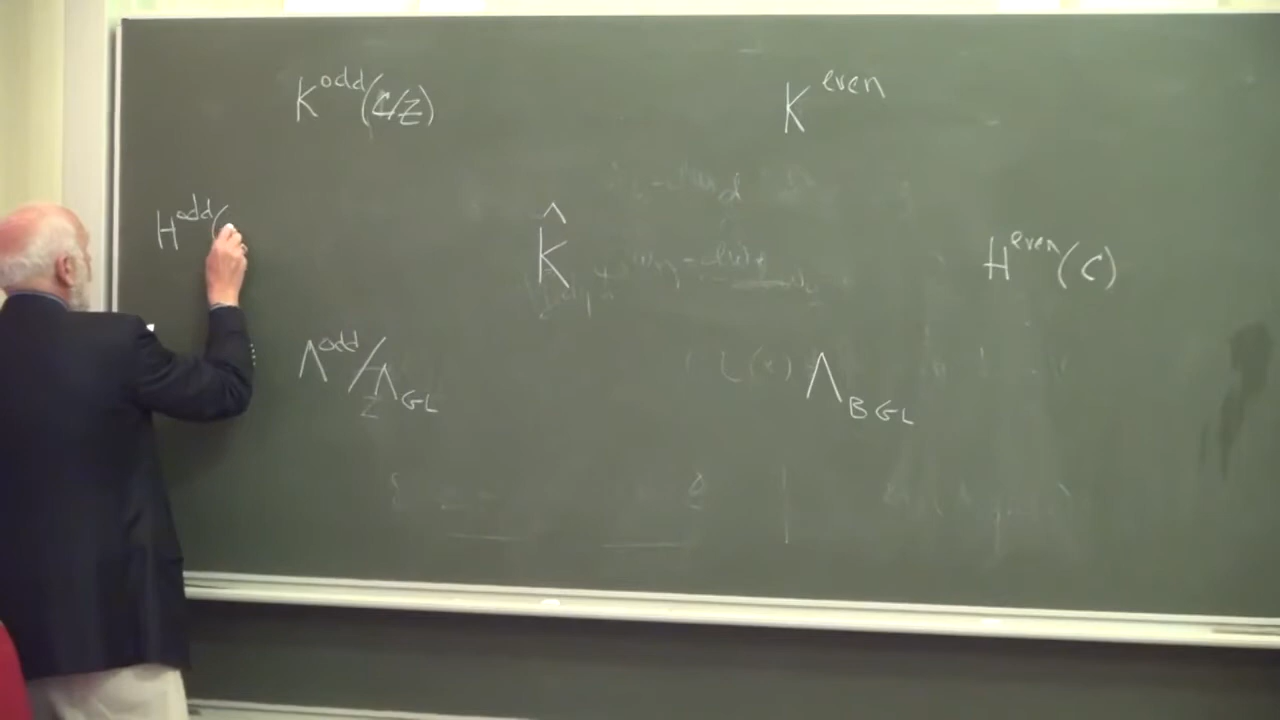 K^odd(ℂ/ℤ) K^even
H^odd( K̂ H^even(ℂ)
Λ^odd/Λ_GL Λ_BGL
ℤ